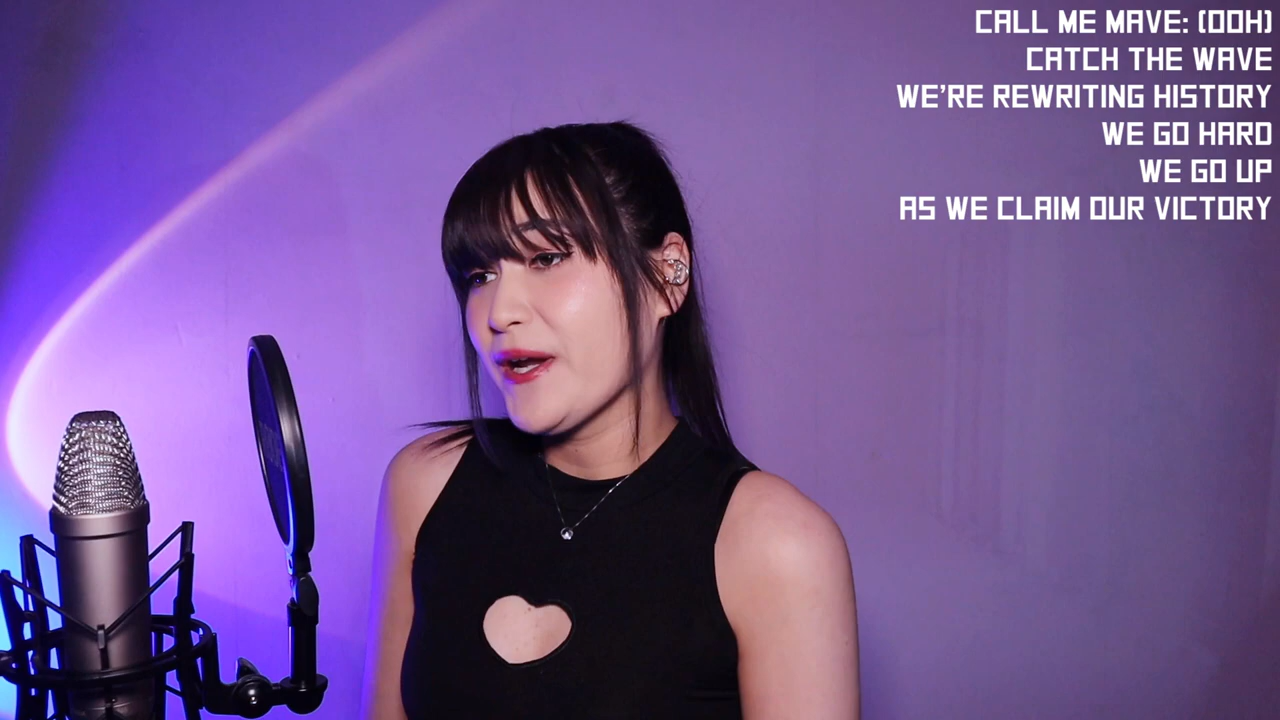 CALL ME MAVE: (OOH)
CATCH THE WAVE
WE'RE REWRITING HISTORY
WE GO HARD
WE GO UP
AS WE CLAIM OUR VICTORY